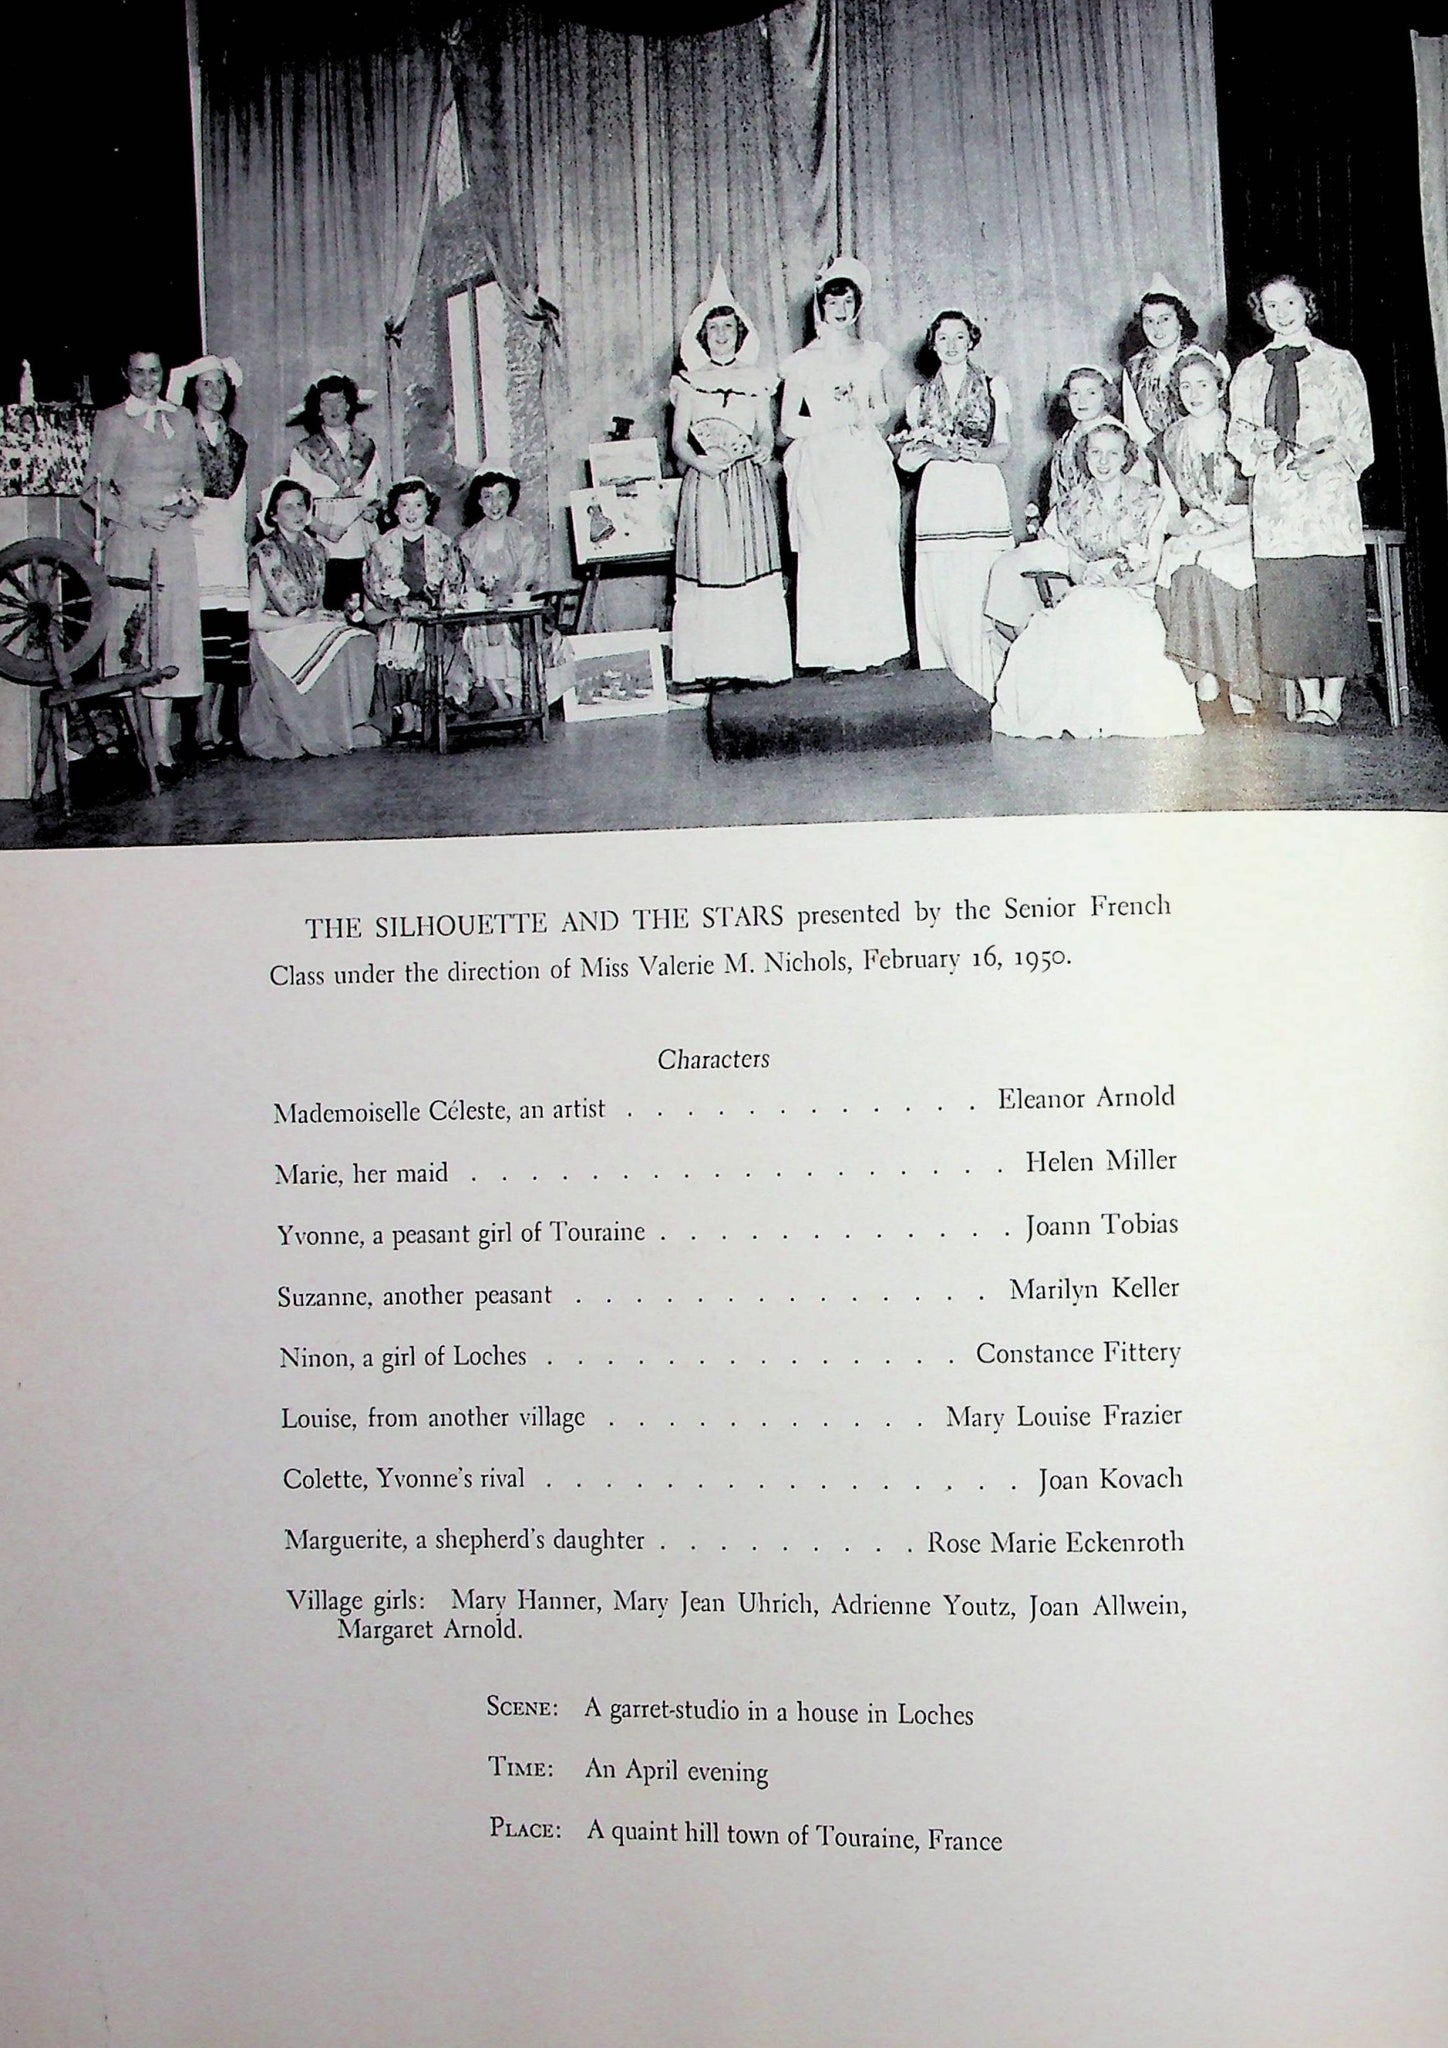 THE SILHOUETTE AND THE STARS presented by the Senior French
Class under the direction of Miss Valerie M. Nichols, February 16, 1950.
Characters
Mademoiselle Céleste, an artist . . . . . . . . . . . . Eleanor Arnold
Marie, her maid . . . . . . . . . . . . . . . . . . Helen Miller
Yvonne, a peasant girl of Touraine . . . . . . . . . . . . Joann Tobias
Suzanne, another peasant . . . . . . . . . . . . . . Marilyn Keller
Ninon, a girl of Loches . . . . . . . . . . . . . . Constance Fittery
Louise, from another village . . . . . . . . . . . Mary Louise Frazier
Colette, Yvonne's rival . . . . . . . . . . . . . . . . Joan Kovach
Marguerite, a shepherd's daughter . . . . . . . . . Rose Marie Eckenroth
Village girls: Mary Hanner, Mary Jean Uhrich, Adrienne Youtz, Joan Allwein,
Margaret Arnold.
SCENE: A garret-studio in a house in Loches
TIME: An April evening
PLACE: A quaint hill town of Touraine, France